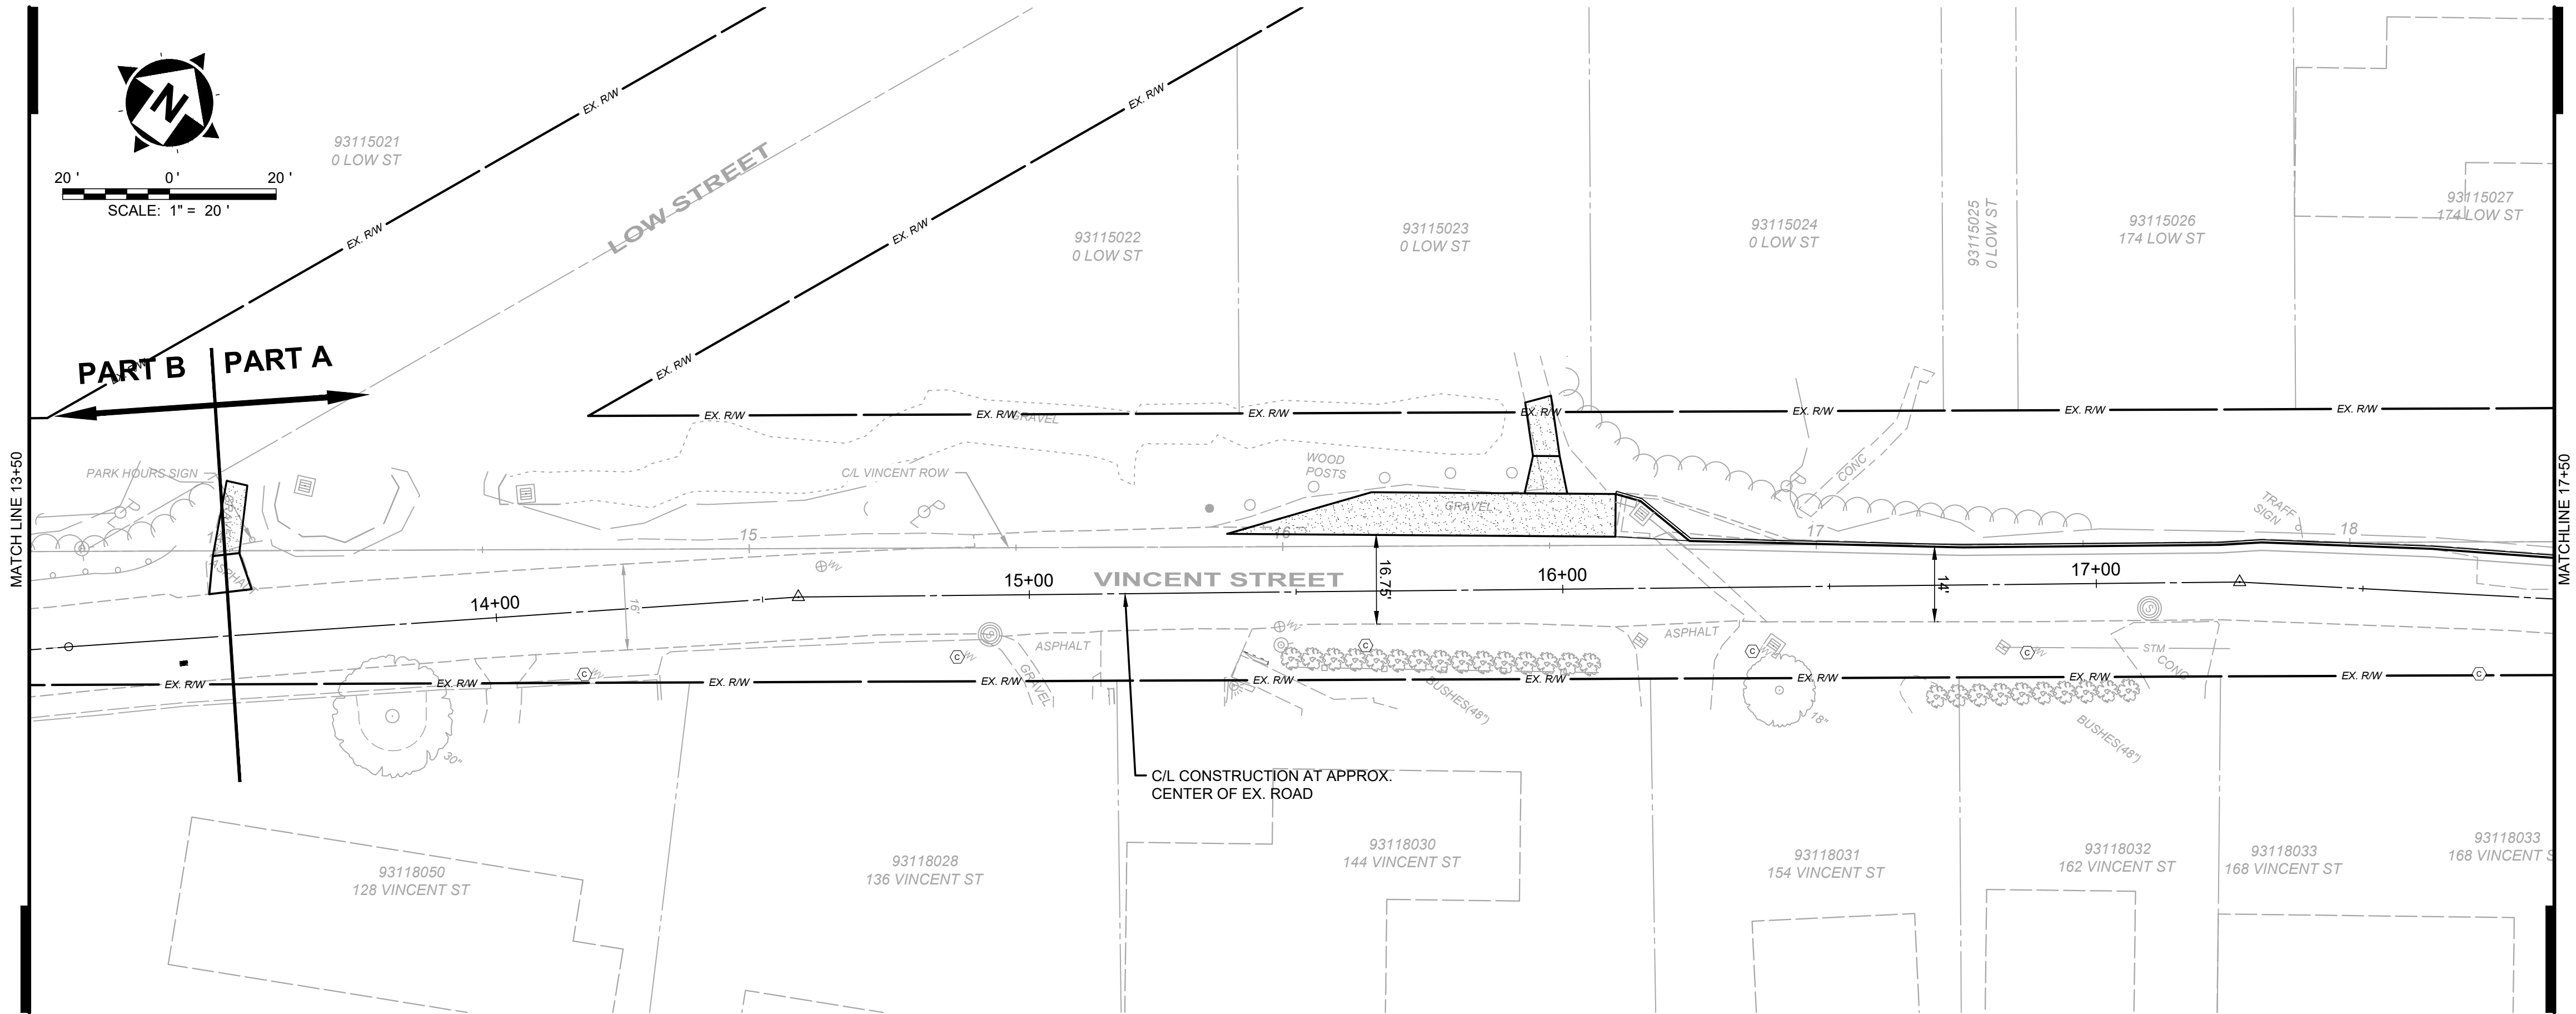 N
20 ' 0' 20 '
SCALE: 1" = 20 '
93115021
0 LOW ST
EX. R/W
EX. R/W
LOW STREET
EX. R/W
EX. R/W
EX. R/W
93115022
0 LOW ST
93115023
0 LOW ST
93115024
0 LOW ST
93115025
0 LOW ST
93115026
174 LOW ST
93115027
174 LOW ST
PART B
PART A
EX. R/W
EX. R/W
EX. R/W
EX. R/W
EX. R/W
EX. R/W
EX. R/W
GRAVEL
MATCH LINE 13+50
MATCHLINE 17+50
PARK HOURS SIGN
C/L VINCENT ROW
WOOD
POSTS
CONC
TRAFF
SIGN
GRAVEL
15
16
17
18
ASPHALT
14+00
15+00
16+00
17+00
VINCENT STREET
16'
16.75'
14'
WV
WV
WV
WV
WV
WV
S
S
C
C
C
C
C
C
ASPHALT
ASPHALT
GRAVEL
STM
CONC
EX. R/W
EX. R/W
EX. R/W
EX. R/W
EX. R/W
EX. R/W
EX. R/W
EX. R/W
EX. R/W
30"
BUSHES(48")
18"
BUSHES(48")
C/L CONSTRUCTION AT APPROX.
CENTER OF EX. ROAD
93118050
128 VINCENT ST
93118028
136 VINCENT ST
93118030
144 VINCENT ST
93118031
154 VINCENT ST
93118032
162 VINCENT ST
93118033
168 VINCENT ST
93118033
168 VINCENT S